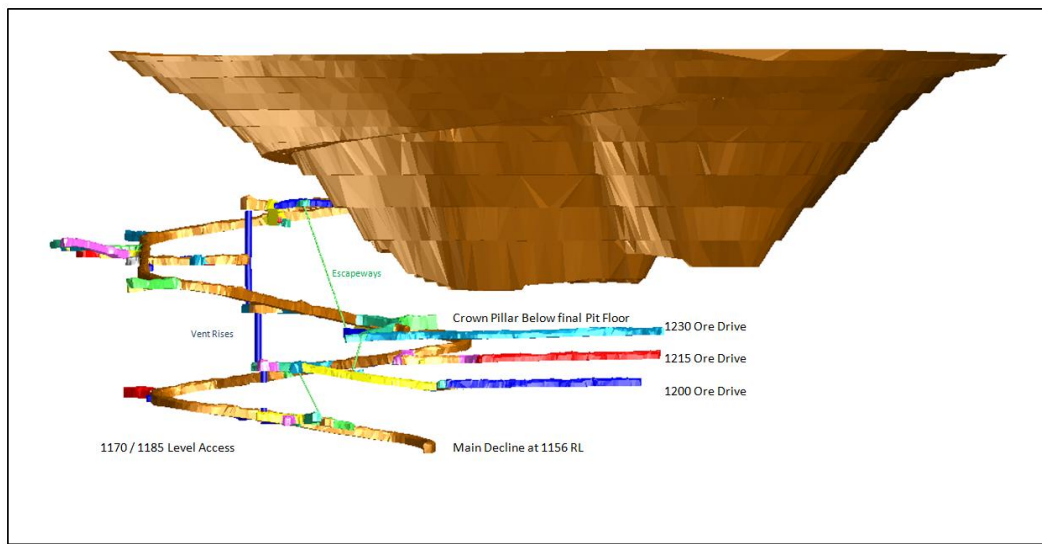 Escapeways
Crown Pillar Below final Pit Floor
1230 Ore Drive
Vent Rises
1215 Ore Drive
1200 Ore Drive
1170 / 1185 Level Access
Main Decline at 1156 RL